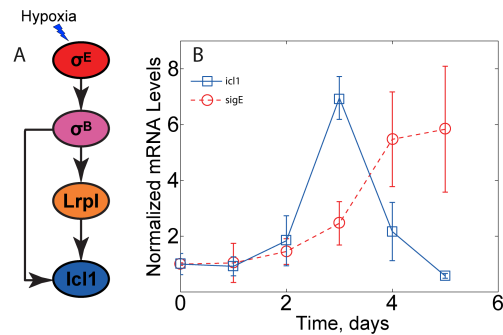 Hypoxia
A
σE
σB
LrpI
Icl1
B
Normalized mRNA Levels
8
6
4
2
icl1
sigE
0 2 4 6
Time, days